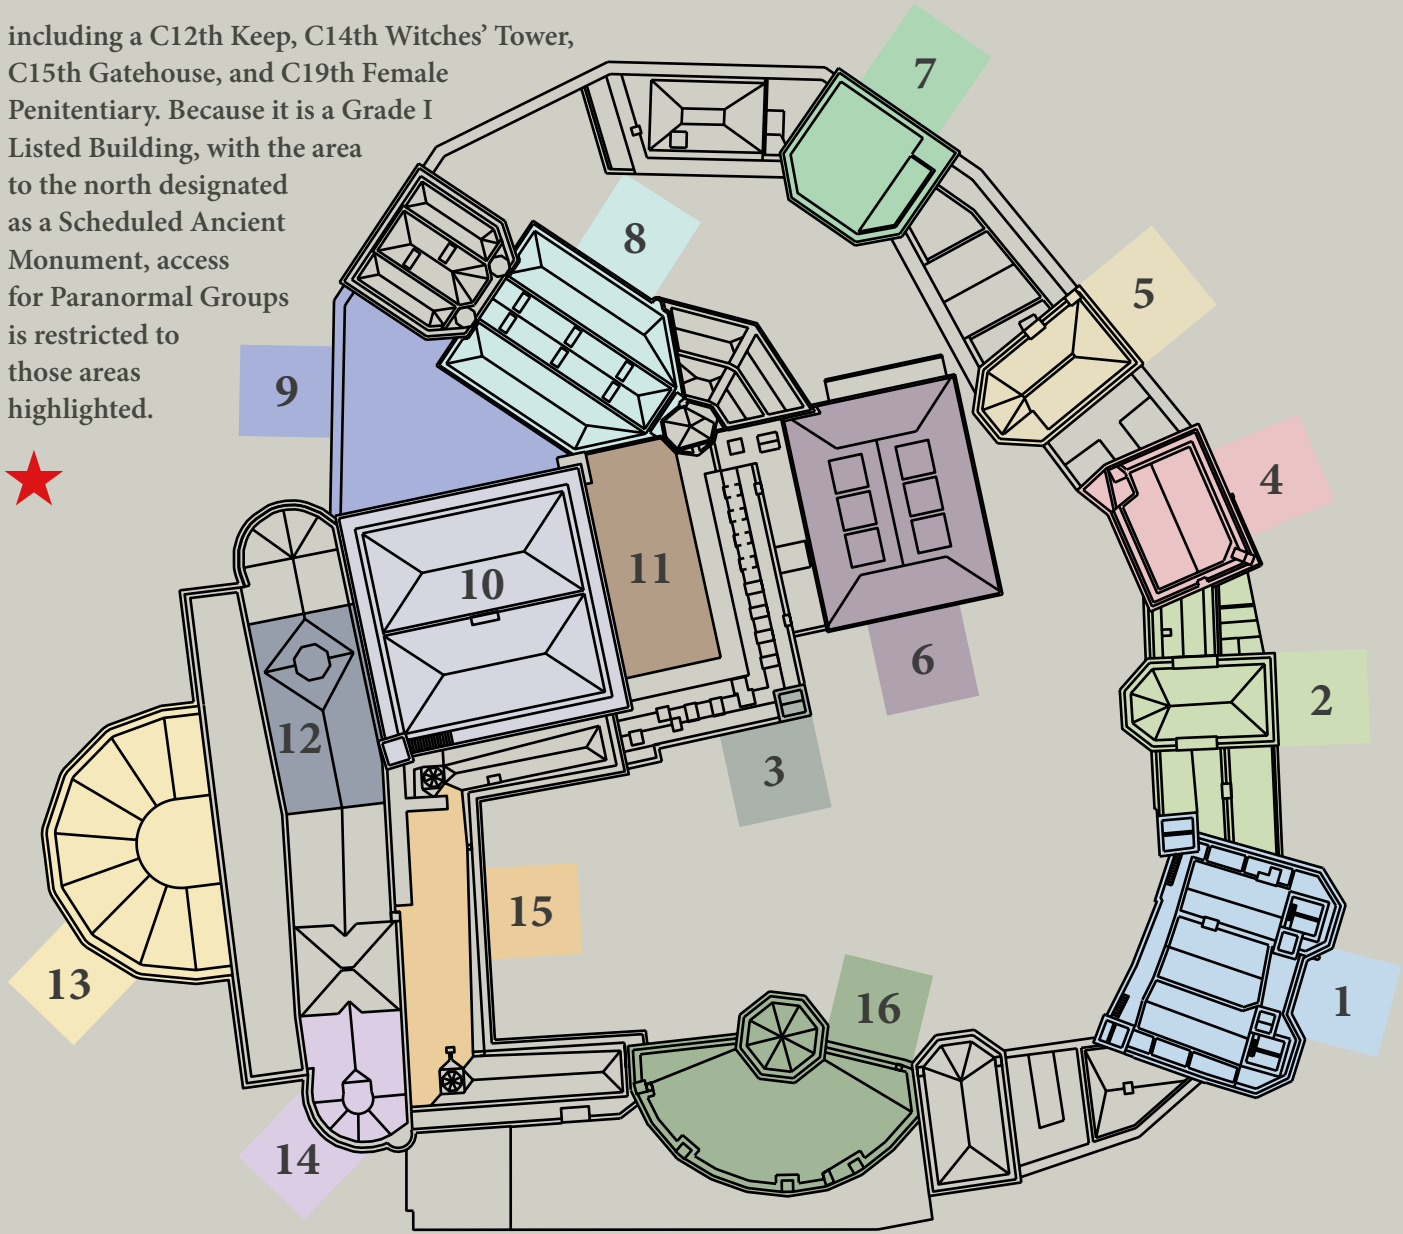 including a C12th Keep, C14th Witches’ Tower,
C15th Gatehouse, and C19th Female
Penitentiary. Because it is a Grade I
Listed Building, with the area
to the north designated
as a Scheduled Ancient
Monument, access
for Paranormal Groups
is restricted to
those areas
highlighted.
7
8
5
9
4
10
11
6
2
12
3
15
13
16
1
14